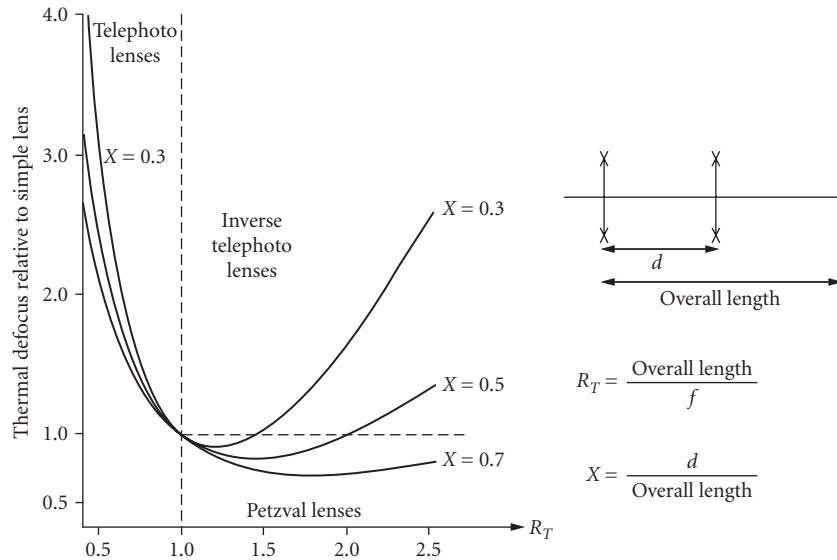 4.0
Telephoto
lenses
3.0
X = 0.3
Thermal defocus relative to simple lens
Inverse
telephoto
lenses
X = 0.3
2.0
X = 0.5
1.0
X = 0.7
0.5
Petzval lenses
R_T
0.5 1.0 1.5 2.0 2.5
d
Overall length
R_T = Overall length
f
X = d
Overall length